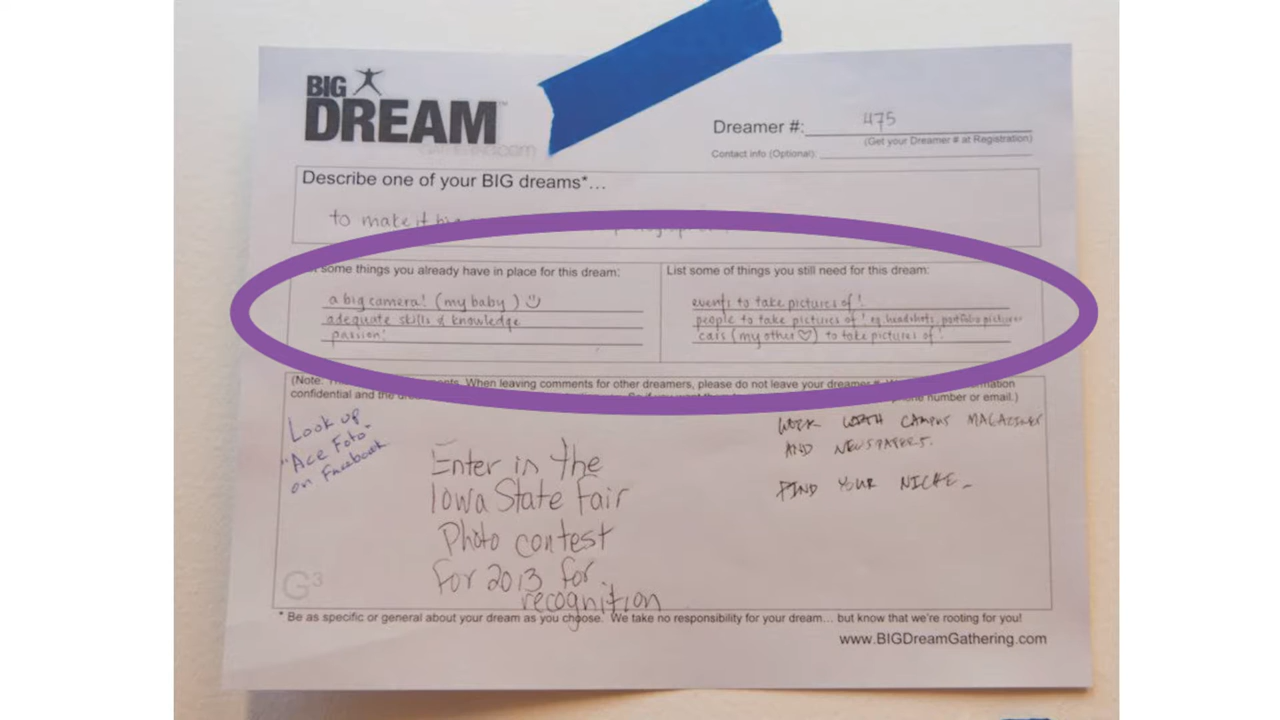 BIG
DREAM™
Dreamer #: 475
(Get your Dreamer # at Registration)
Contact info (Optional):
Describe one of your BIG dreams*…
to make it
some things you already have in place for this dream:
a big camera! (my baby) ☺
adequate skills & knowledge
passion!
List some of things you still need for this dream:
events to take pictures of!
people to take pictures of! eg. headshots, portfolio pictures
cars (my other ♡) to take pictures of!
(Note: When leaving comments for other dreamers, please do not leave your dreamer
confidential and the phone number or email.)
Look up
"Ace Foto"
on Facebook
Enter in the
Iowa State Fair
Photo contest
for 2013 for
recognition
WORK WITH CAMPUS MAGAZINES
AND NEWSPAPERS.
FIND YOUR NICHE.
G³
* Be as specific or general about your dream as you choose. We take no responsibility for your dream… but know that we're rooting for you!
www.BIGDreamGathering.com